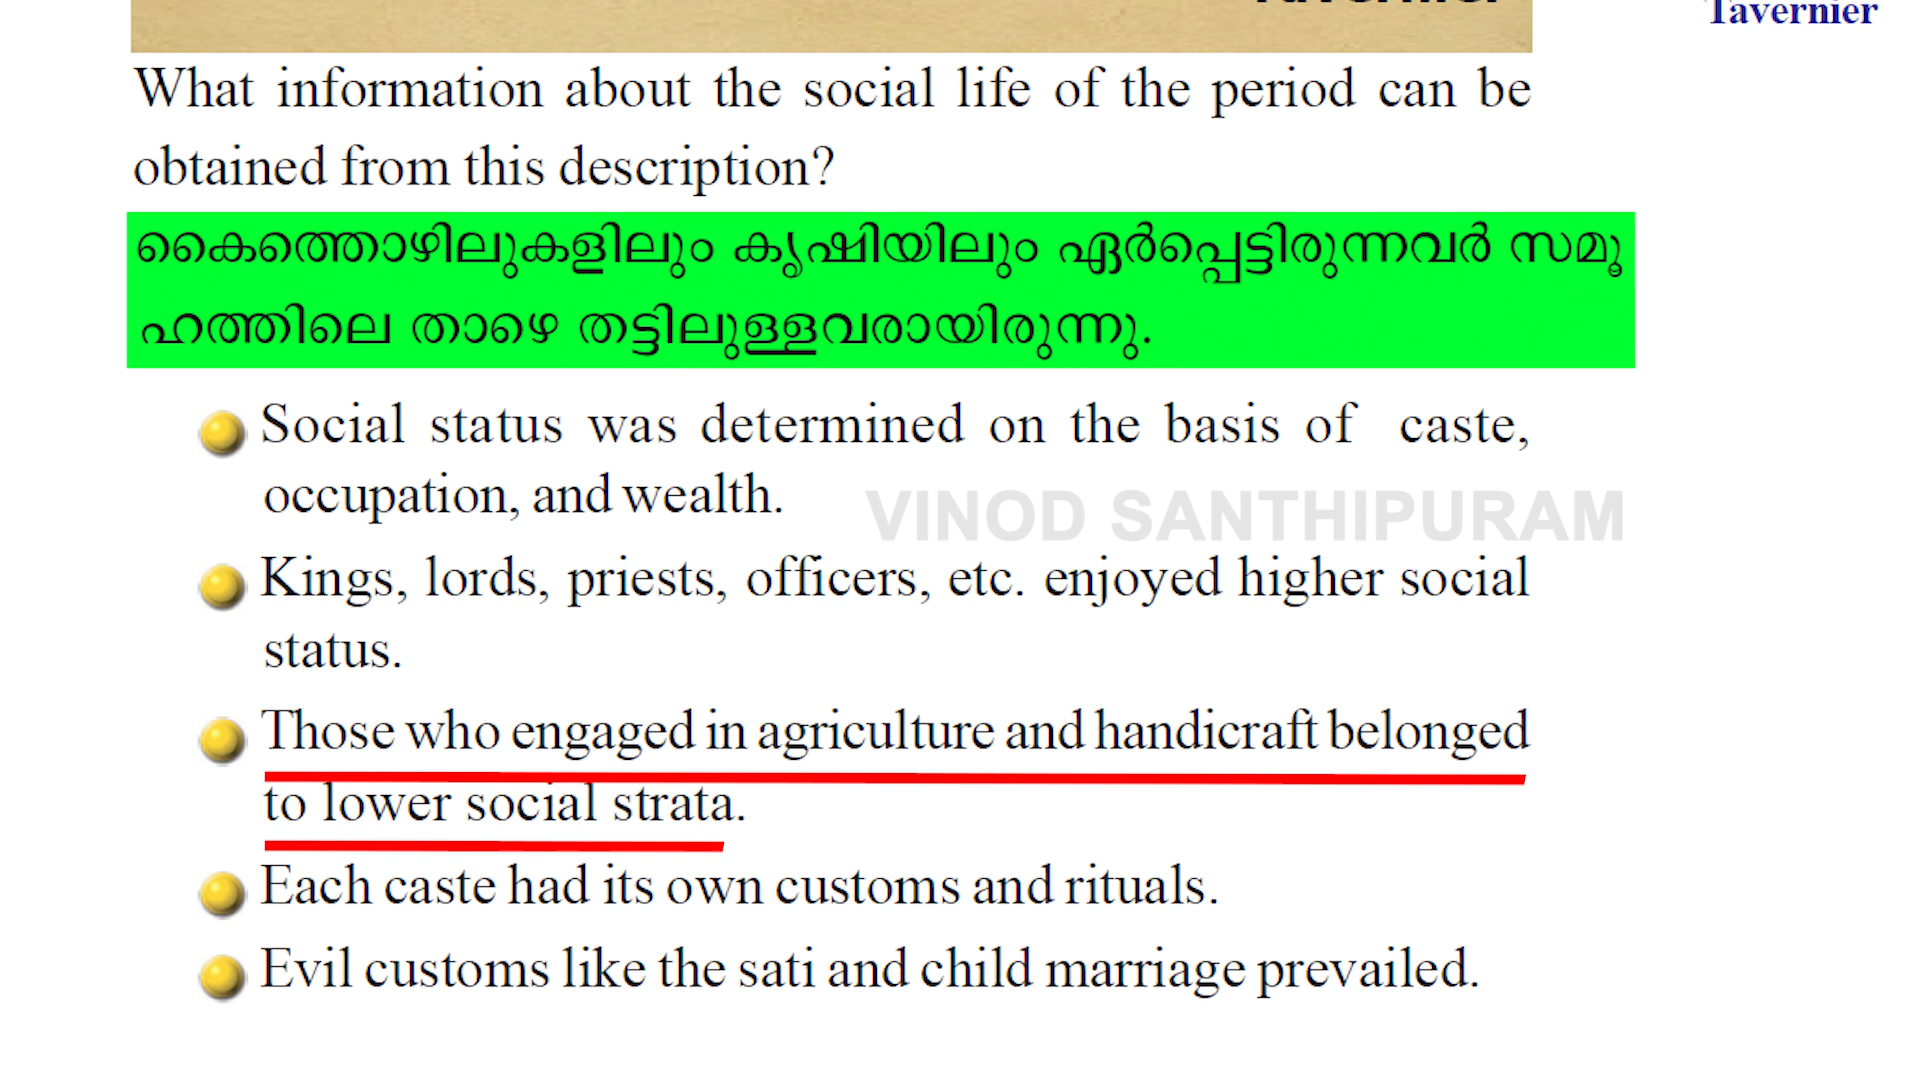 Tavernier
What information about the social life of the period can be
obtained from this description?
കൈത്തൊഴിലുകളിലും കൃഷിയിലും ഏർപ്പെട്ടിരുന്നവർ സമൂ
ഹത്തിലെ താഴെ തട്ടിലുള്ളവരായിരുന്നു.
Social status was determined on the basis of caste,
occupation, and wealth.
VINOD SANTHIPURAM
Kings, lords, priests, officers, etc. enjoyed higher social
status.
Those who engaged in agriculture and handicraft belonged
to lower social strata.
Each caste had its own customs and rituals.
Evil customs like the sati and child marriage prevailed.